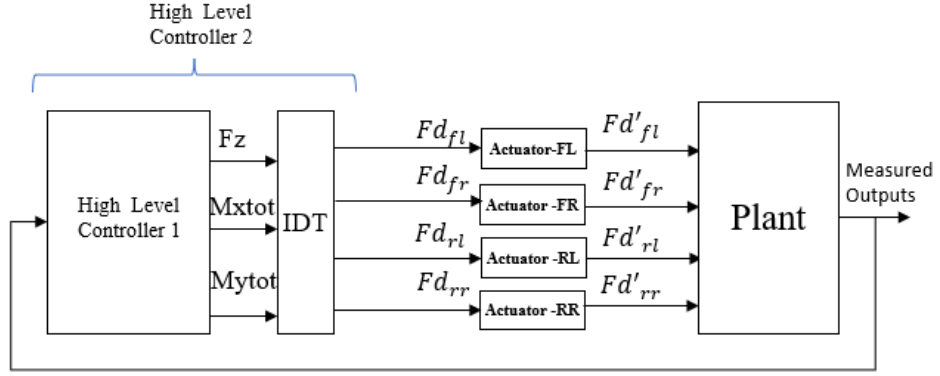 High Level
Controller 2
High Level
Controller 1
Fz
Mxtot
Mytot
IDT
Fd_fl
Fd_fr
Fd_rl
Fd_rr
Actuator-FL
Actuator -FR
Actuator -RL
Actuator -RR
Fd'_fl
Fd'_fr
Fd'_rl
Fd'_rr
Plant
Measured
Outputs